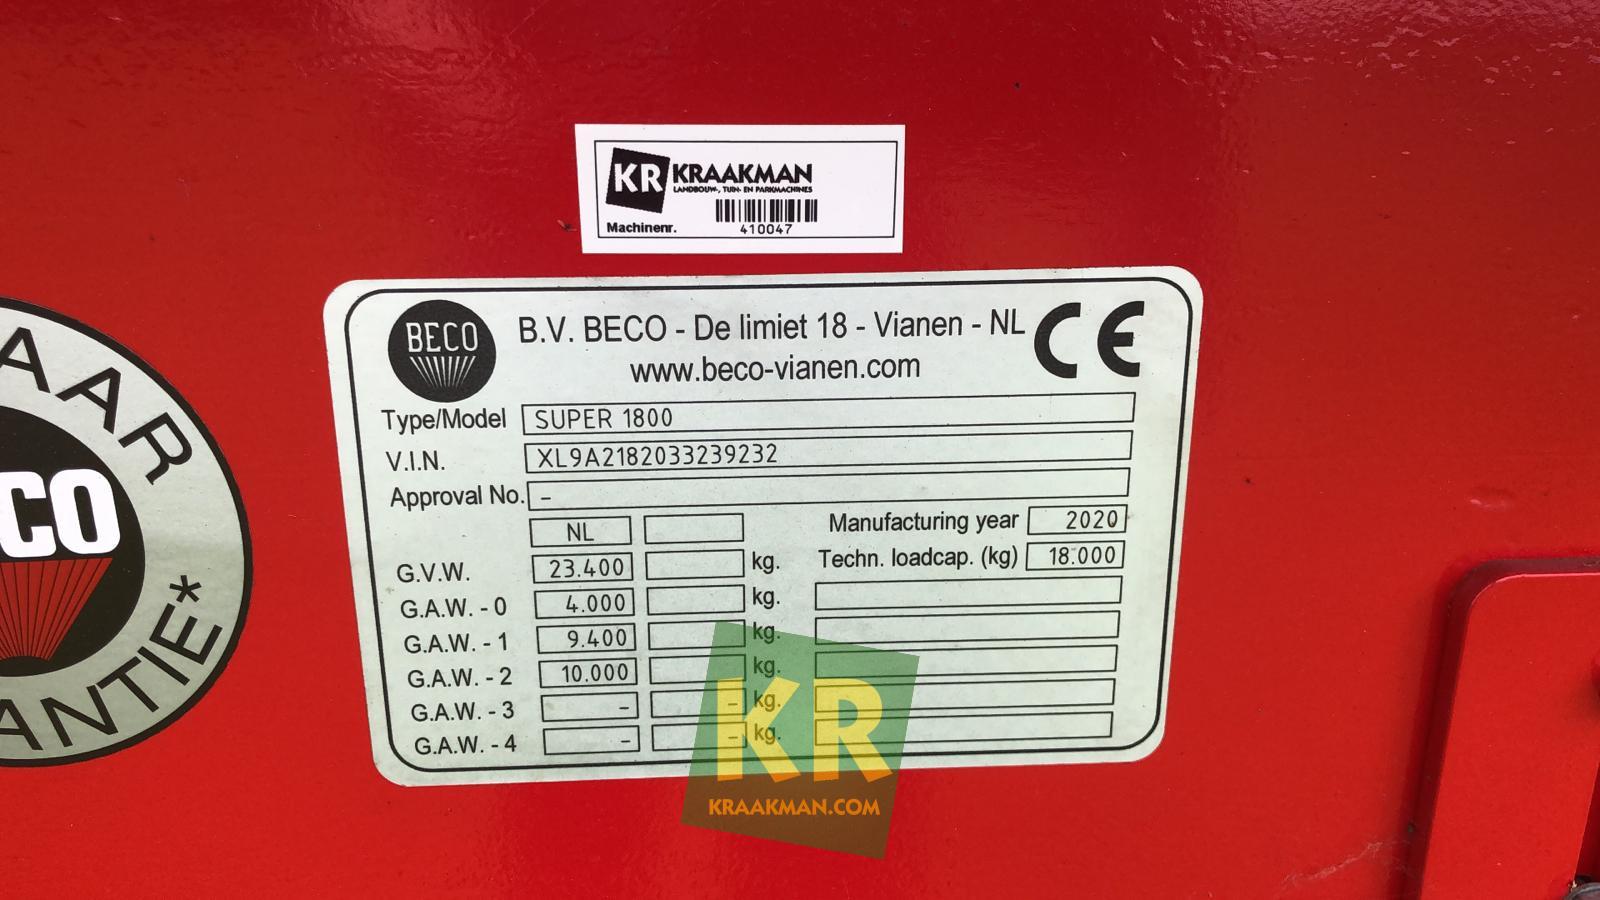 KR KRAAKMAN
LANDBOUW-, TUIN- EN PARKMACHINES
Machinenr. 410047
BECO
B.V. BECO - De limiet 18 - Vianen - NL CE
www.beco-vianen.com
Type/Model SUPER 1800
V.I.N. XL9A2182033239232
Approval No. -
NL
Manufacturing year 2020
G.V.W. 23.400 kg. Techn. loadcap. (kg) 18.000
G.A.W. - 0 4.000 kg.
G.A.W. - 1 9.400 kg.
G.A.W. - 2 10.000 kg.
G.A.W. - 3 - - kg.
G.A.W. - 4 - - kg.
KR
KRAAKMAN.COM
AAR
CO
ANTIE*